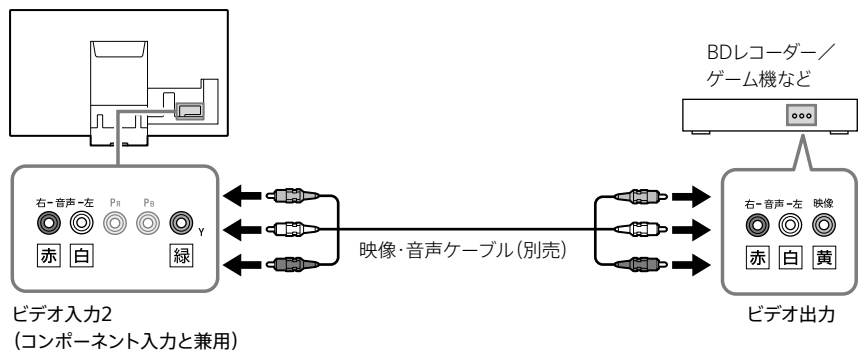 BDレコーダー／
ゲーム機など
右－音声－左 PR PB
Y
赤 白 緑
映像・音声ケーブル（別売）
右－音声－左 映像
赤 白 黄
ビデオ入力2
（コンポーネント入力と兼用）
ビデオ出力